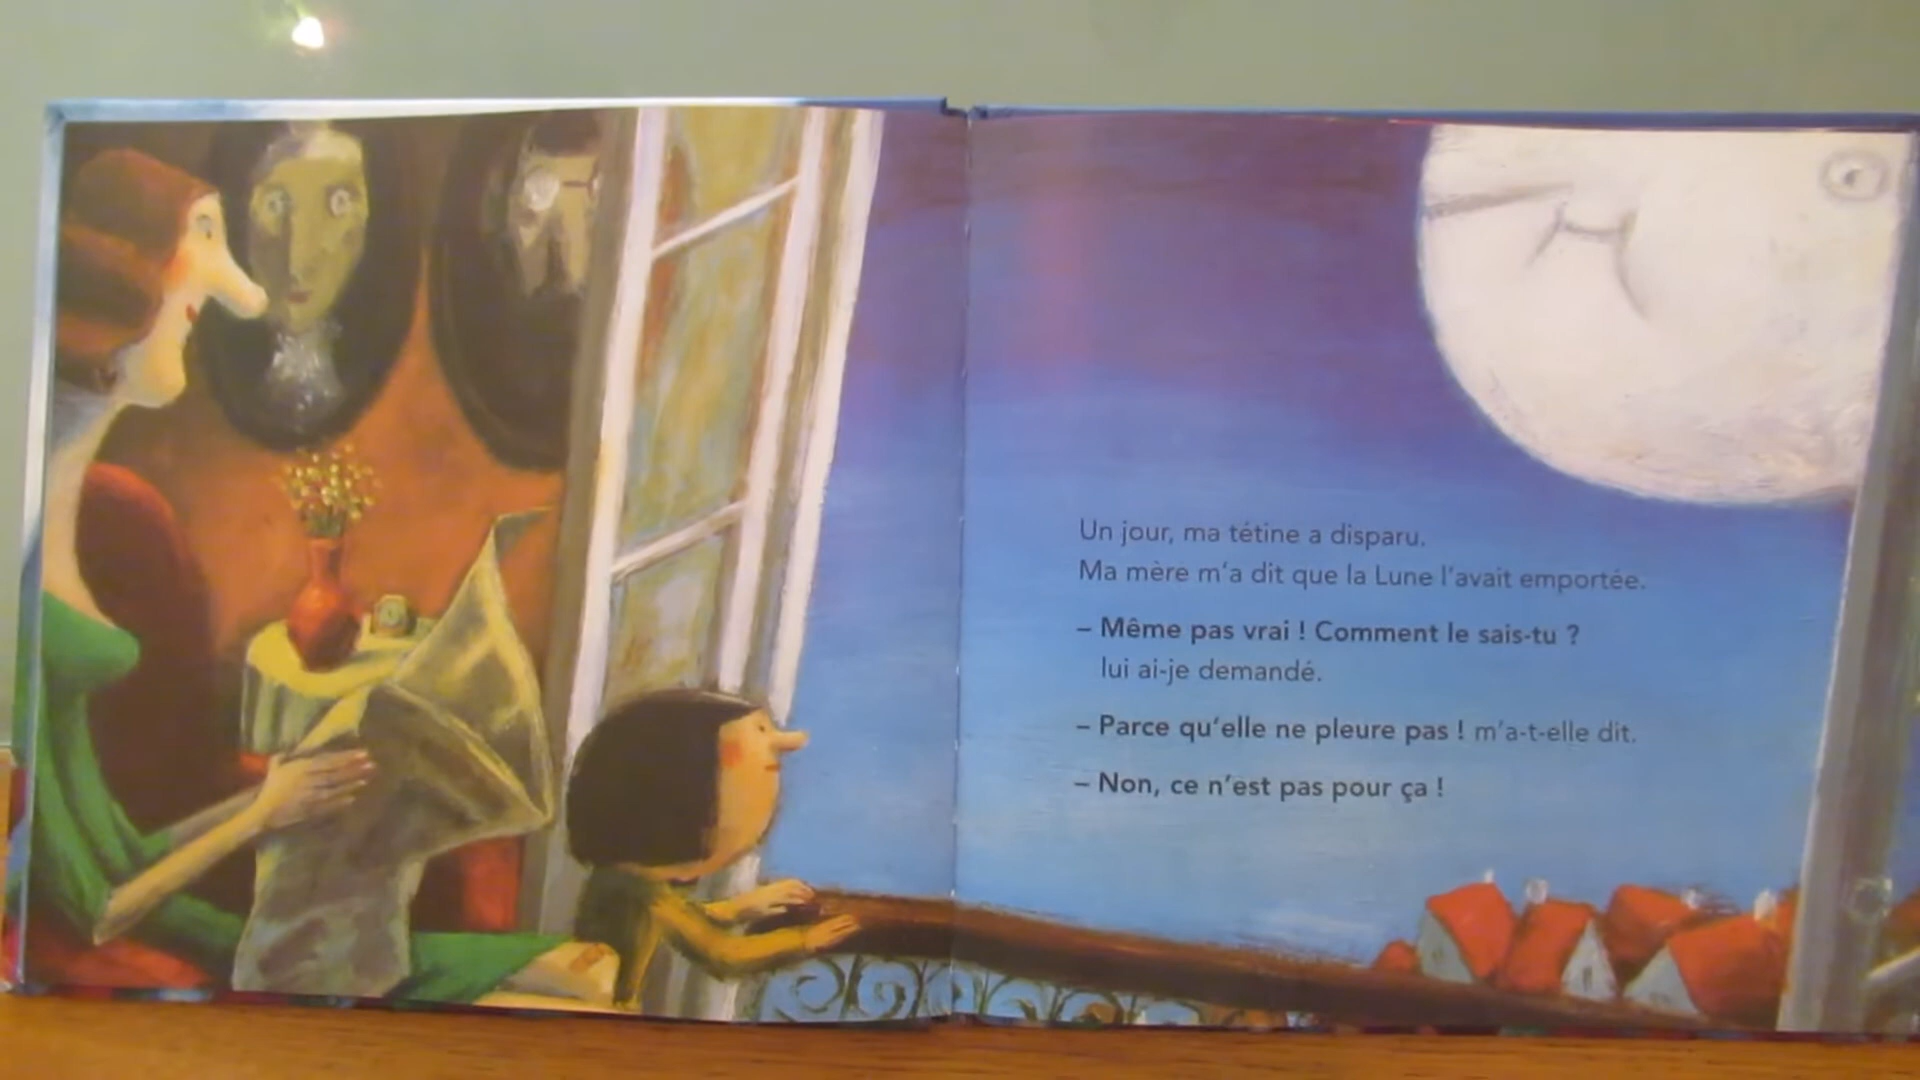 Un jour, ma tétine a disparu.
Ma mère m'a dit que la Lune l'avait emportée.
– Même pas vrai ! Comment le sais-tu ?
lui ai-je demandé.
– Parce qu'elle ne pleure pas ! m'a-t-elle dit.
– Non, ce n'est pas pour ça !